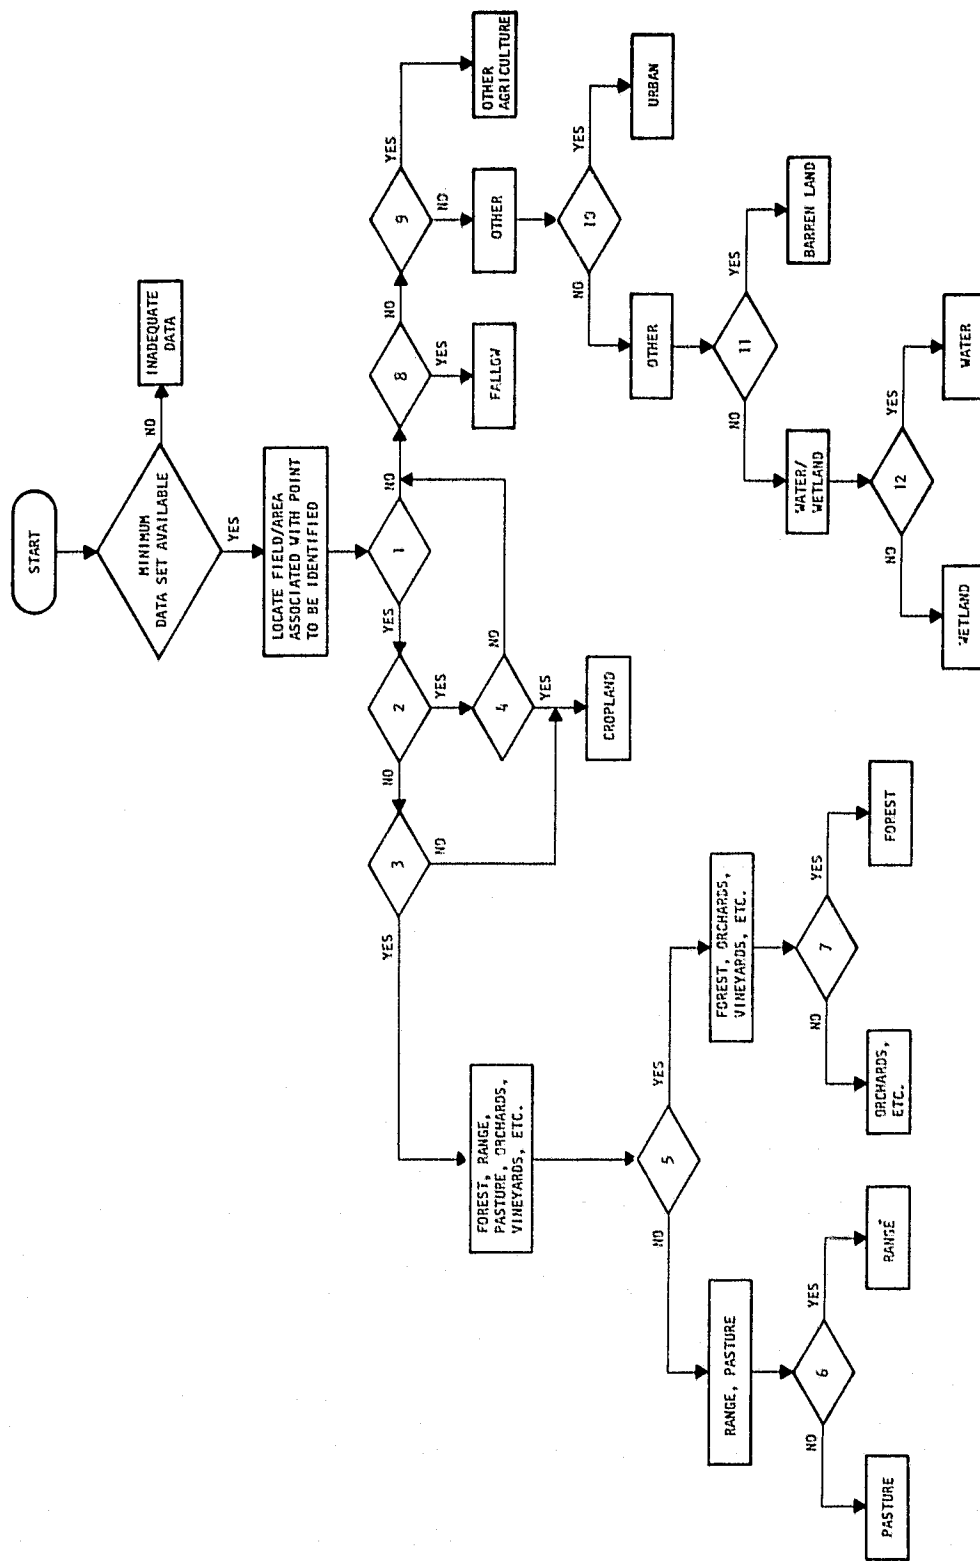 START
MINIMUM
DATA SET AVAILABLE
NO
INADEQUATE
DATA
YES
LOCATE FIELD/AREA
ASSOCIATED WITH POINT
TO BE IDENTIFIED
YES
1
NO
NO
2
YES
3
YES
NO
4
NO
YES
CROPLAND
8
NO
YES
FALLOW
9
YES
NO
OTHER
AGRICULTURE
OTHER
10
NO
YES
URBAN
OTHER
11
NO
YES
BARREN LAND
WATER/
WETLAND
12
NO
YES
WETLAND
WATER
FOREST, RANGE,
PASTURE, ORCHARDS,
VINEYARDS, ETC.
5
NO
YES
RANGE, PASTURE
FOREST, ORCHARDS,
VINEYARDS, ETC.
6
NO
YES
PASTURE
RANGE
7
NO
YES
ORCHARDS,
ETC.
FOREST